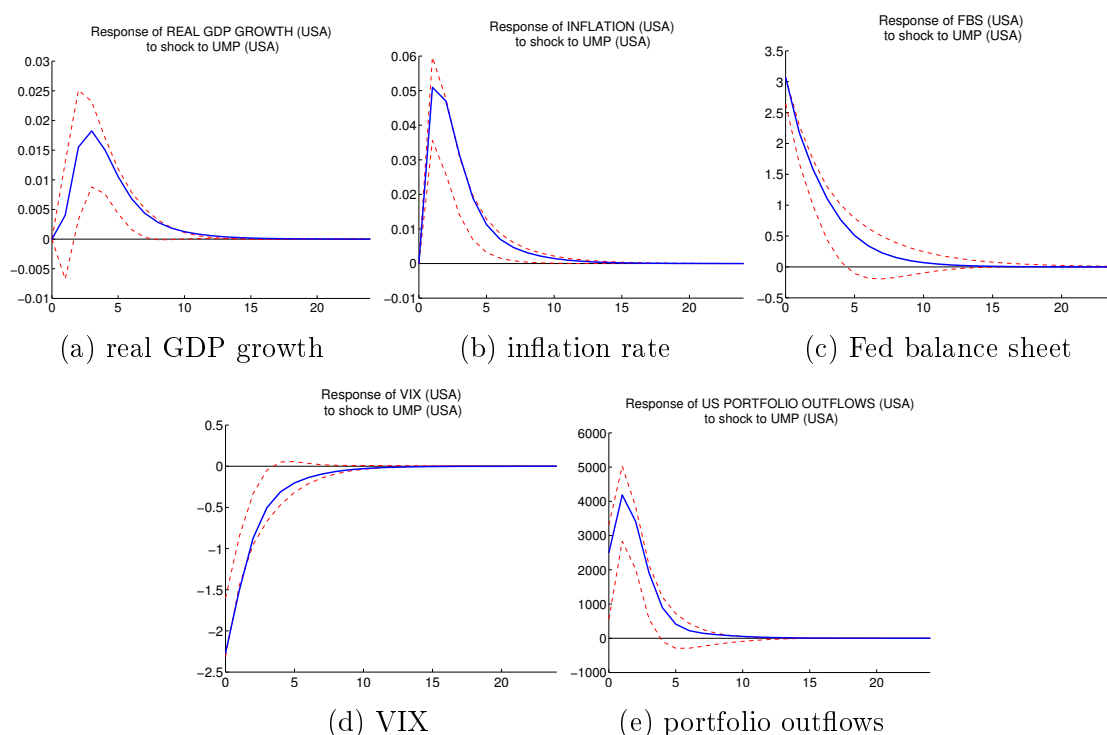 Response of REAL GDP GROWTH (USA)
to shock to UMP (USA)
0.03
0.025
0.02
0.015
0.01
0.005
0
−0.005
−0.01
0 5 10 15 20
(a) real GDP growth
Response of INFLATION (USA)
to shock to UMP (USA)
0.06
0.05
0.04
0.03
0.02
0.01
0
−0.01
0 5 10 15 20
(b) inflation rate
Response of FBS (USA)
to shock to UMP (USA)
3.5
3
2.5
2
1.5
1
0.5
0
−0.5
0 5 10 15 20
(c) Fed balance sheet
Response of VIX (USA)
to shock to UMP (USA)
0.5
0
−0.5
−1
−1.5
−2
−2.5
0 5 10 15 20
(d) VIX
Response of US PORTFOLIO OUTFLOWS (USA)
to shock to UMP (USA)
6000
5000
4000
3000
2000
1000
0
−1000
0 5 10 15 20
(e) portfolio outflows